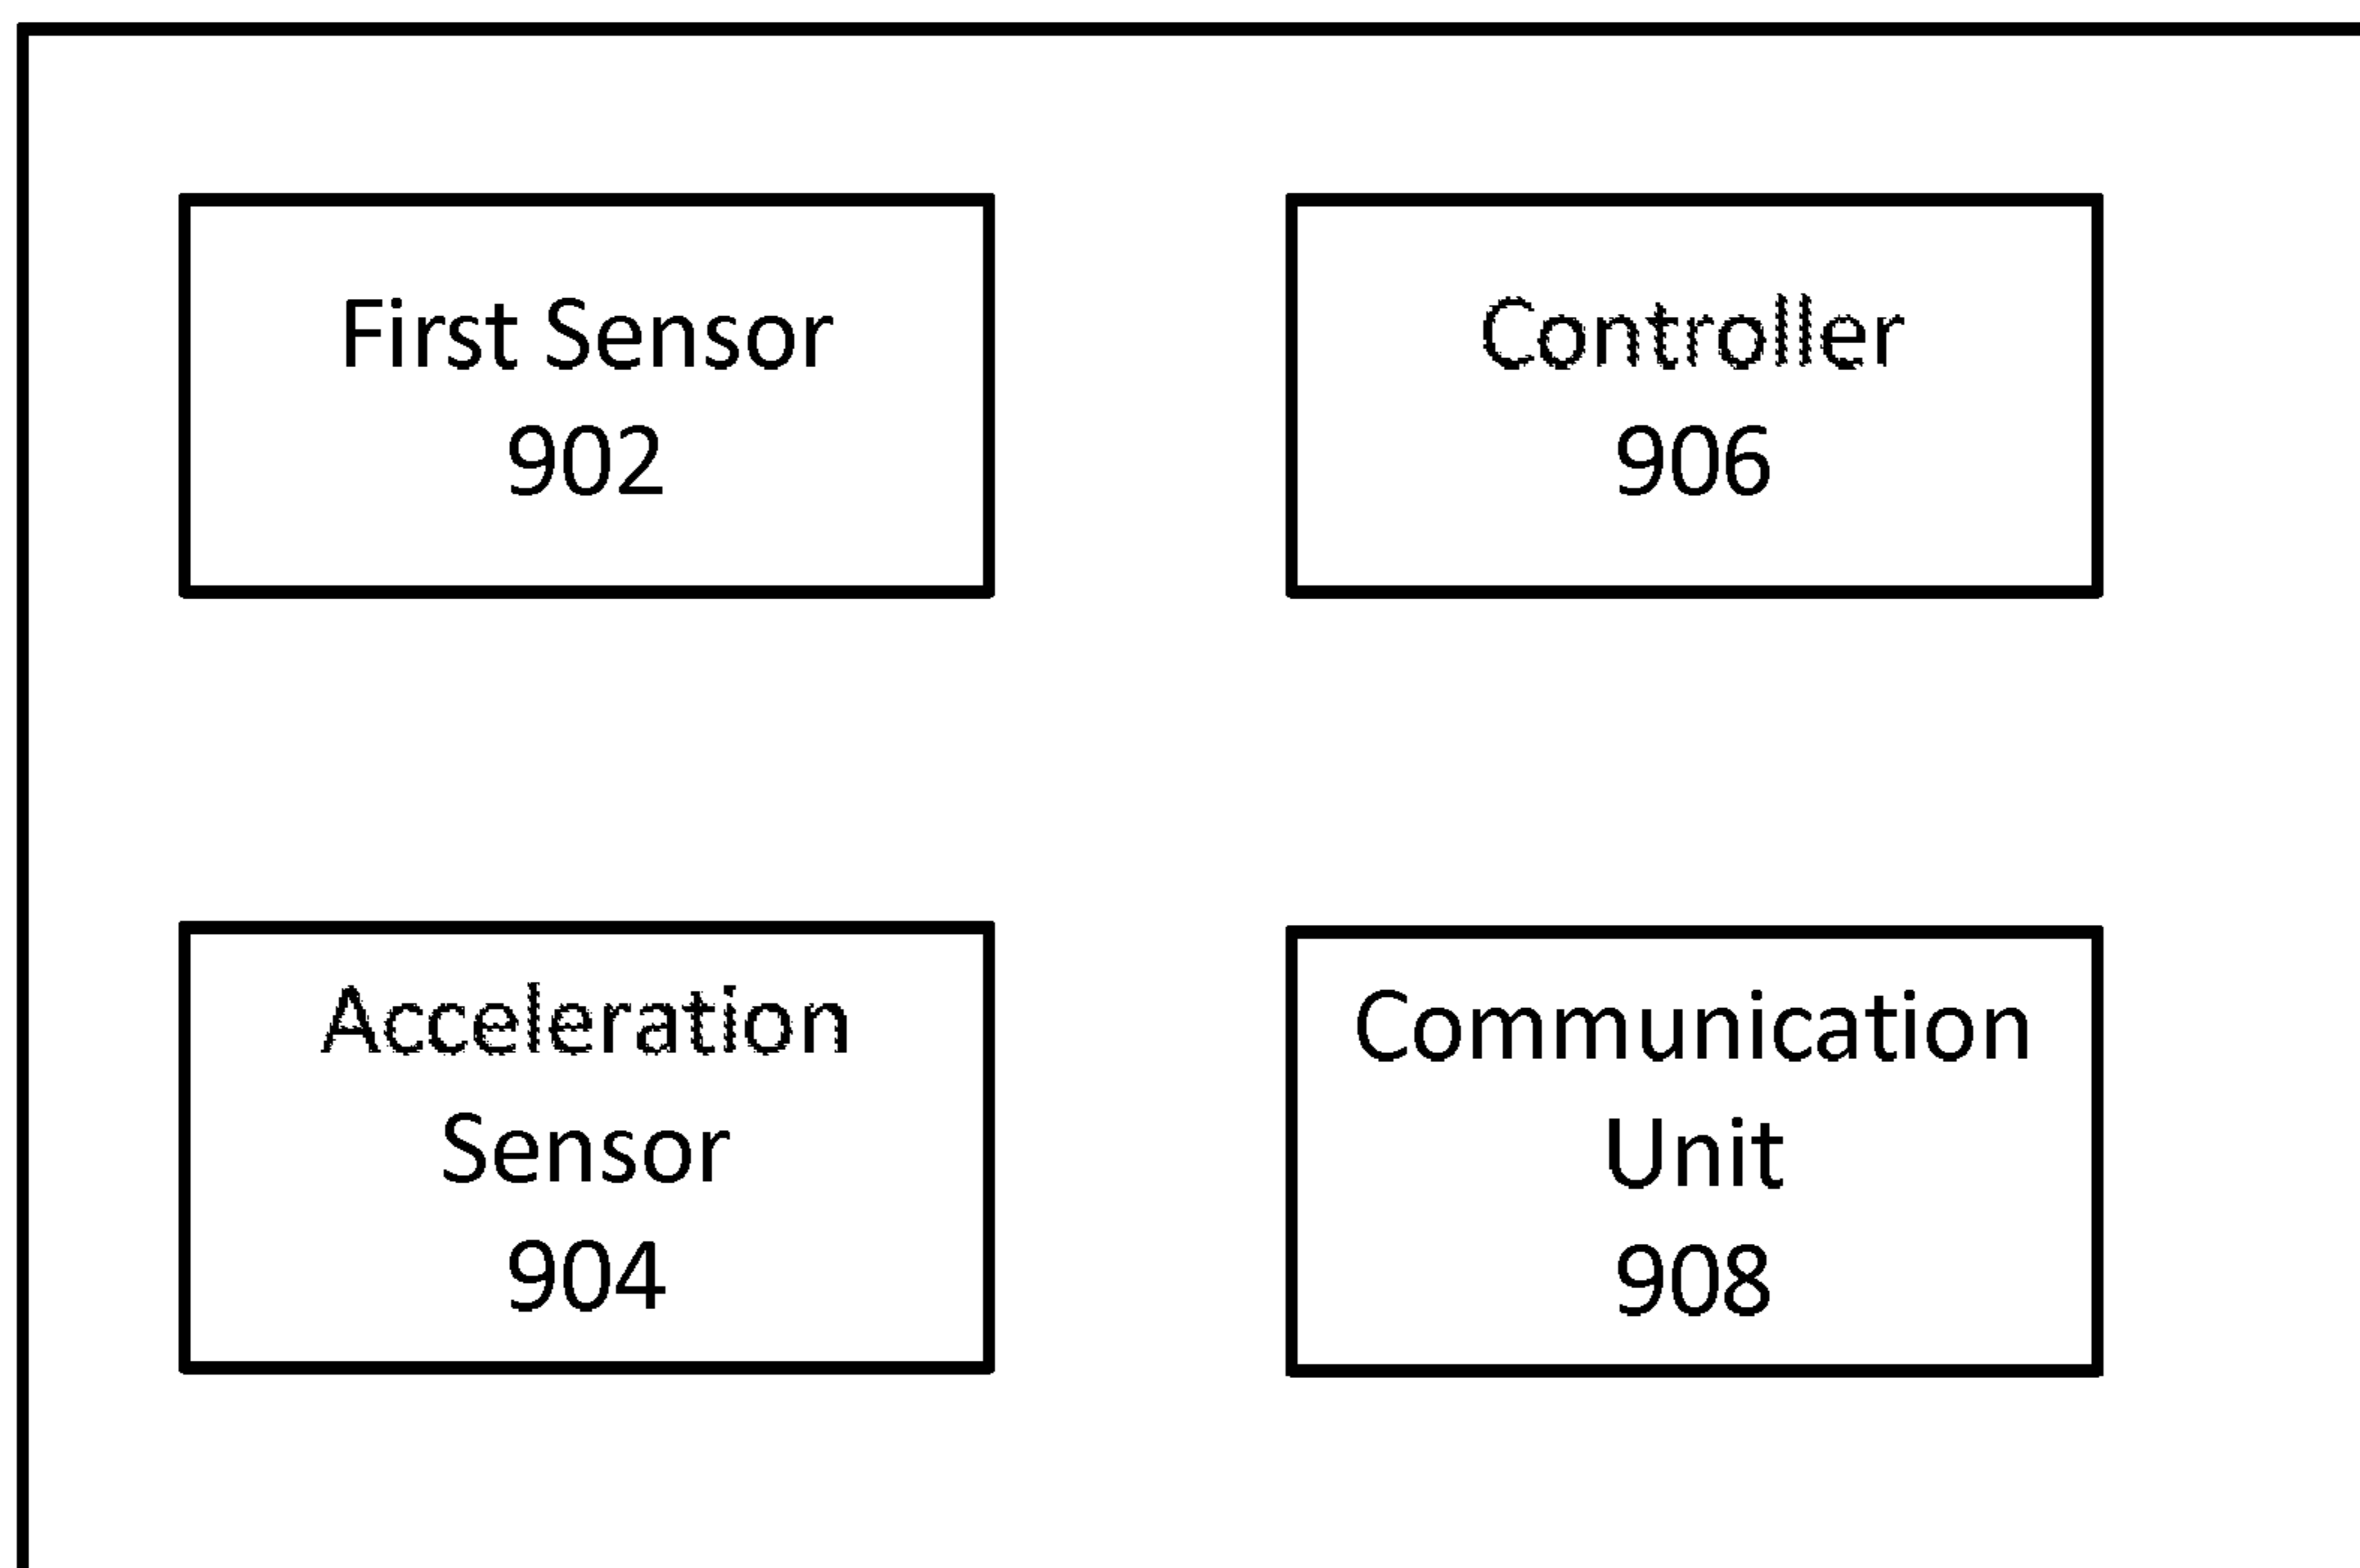 First Sensor
902
Controller
906
Acceleration
Sensor
904
Communication
Unit
908